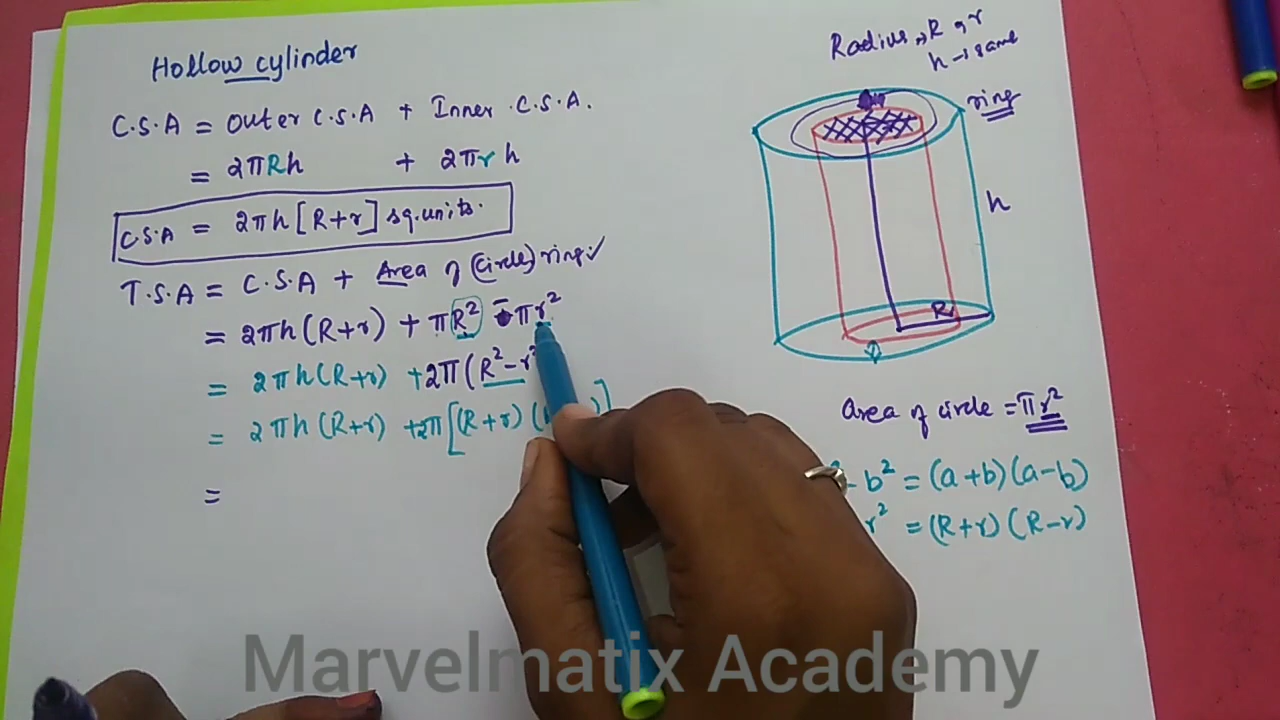 Hollow cylinder
C.S.A = Outer C.S.A + Inner C.S.A.
= 2πRh + 2πrh
C.S.A = 2πh[R+r] sq.units.
T.S.A = C.S.A + Area of (circle) ring ✓
= 2πh(R+r) + πR² - πr²
= 2πh(R+r) +2π(R²-r²
= 2πh(R+r) +2π[(R+r)( )]
=
Radius → R & r
h → same
ring
h
R
Area of circle = πr²
- b² = (a+b)(a-b)
r² = (R+r)(R-r)
Marvelmatix Academy